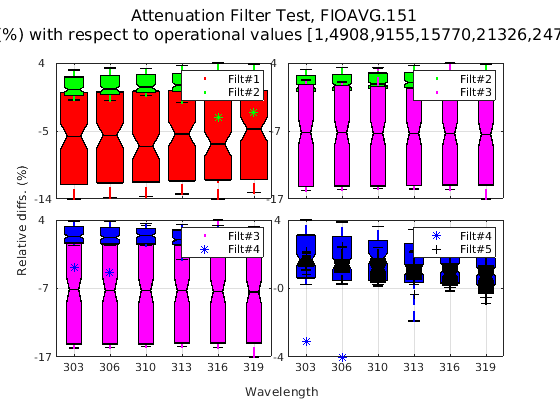 Attenuation Filter Test, FIOAVG.151
(%) with respect to operational values [1,4908,9155,15770,21326,247
4
-5
-14
Filt#1
Filt#2
4
-7
-17
Filt#2
Filt#3
Relative diffs. (%)
4
-7
-17
Filt#3
Filt#4
303 306 310 313 316 319
4
-0
-4
Filt#4
Filt#5
303 306 310 313 316 319
Wavelength